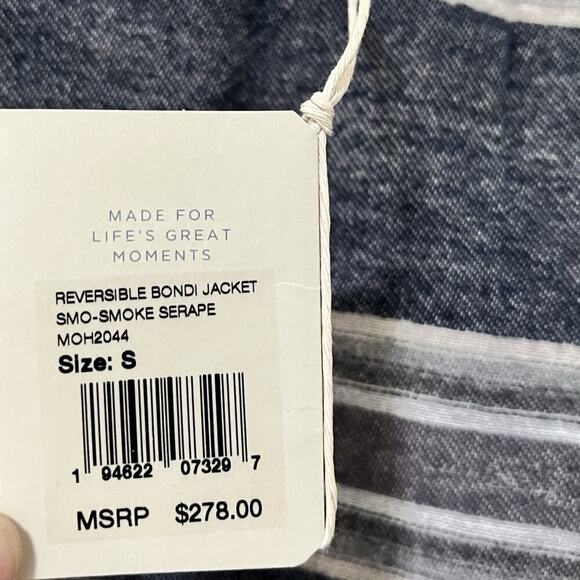 MADE FOR
LIFE'S GREAT
MOMENTS
REVERSIBLE BONDI JACKET
SMO-SMOKE SERAPE
MOH2044
Size: S
1 94622 07329 7
MSRP $278.00